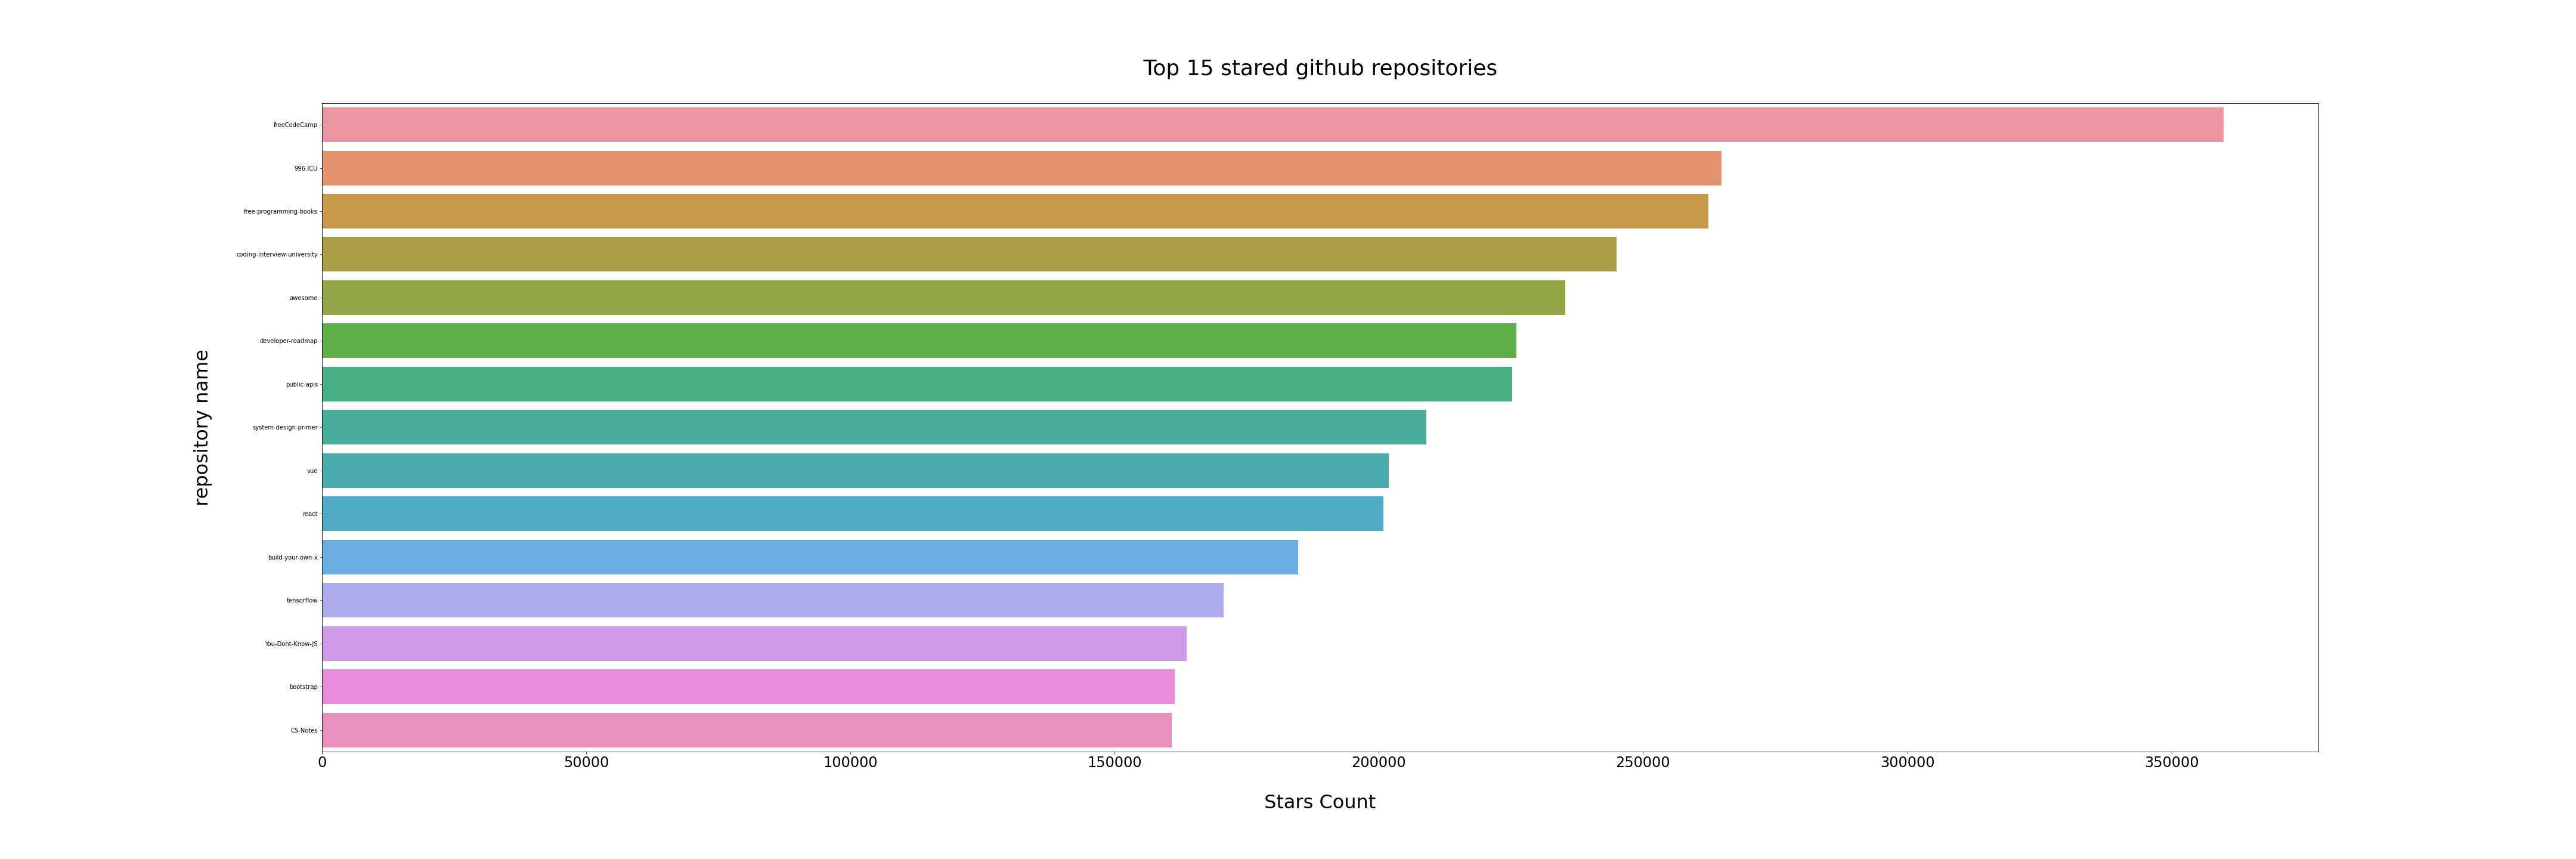 Top 15 stared github repositories
repository name
freeCodeCamp
996.ICU
free-programming-books
coding-interview-university
awesome
developer-roadmap
public-apis
system-design-primer
vue
react
build-your-own-x
tensorflow
You-Dont-Know-JS
bootstrap
CS-Notes
0 50000 100000 150000 200000 250000 300000 350000
Stars Count